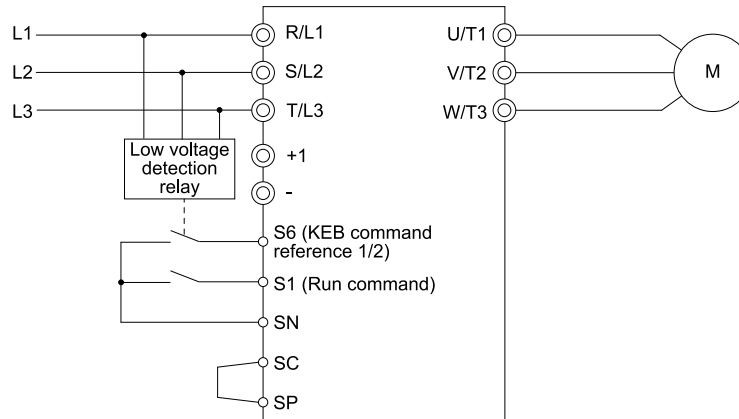 L1
R/L1
U/T1
L2
S/L2
V/T2
M
L3
T/L3
W/T3
Low voltage
detection
relay
+1
-
S6 (KEB command
reference 1/2)
S1 (Run command)
SN
SC
SP